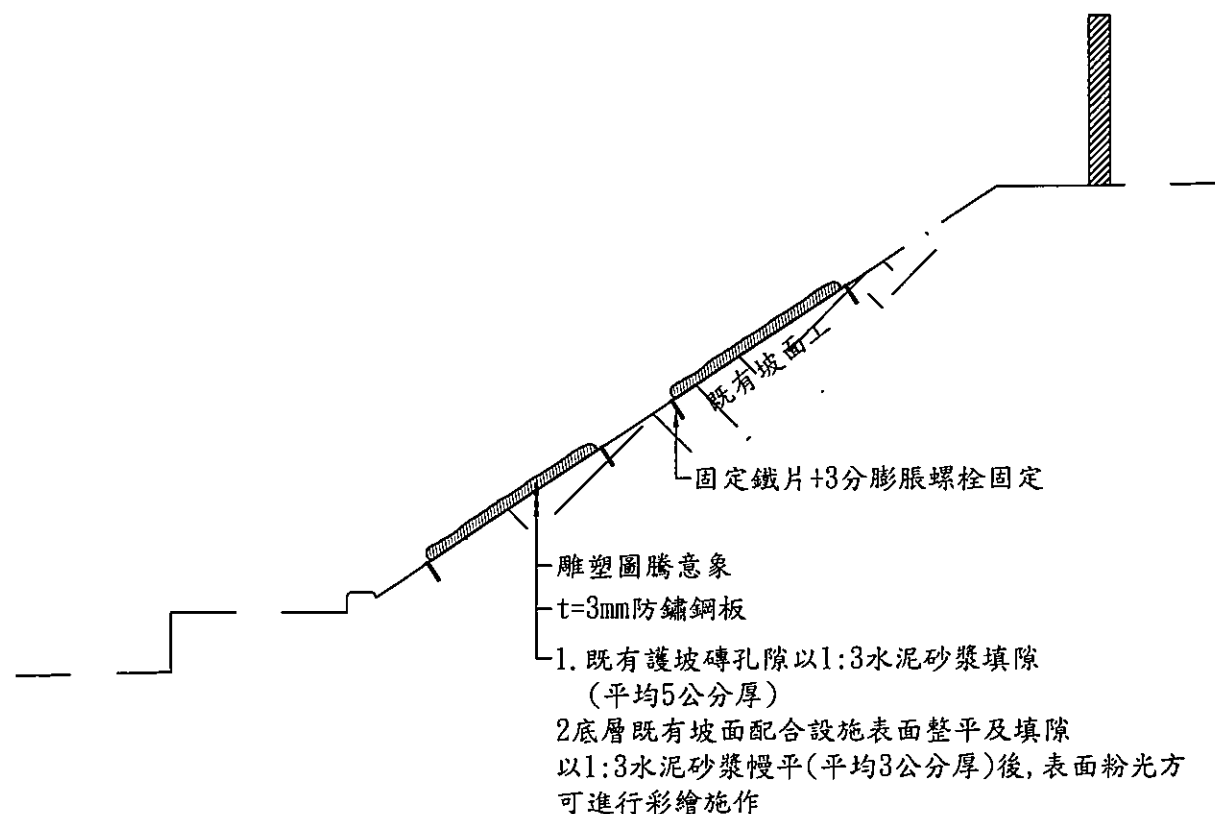 既有坡面工
固定鐵片+3分膨脹螺栓固定
雕塑圖騰意象
t=3mm防鏽鋼板
1. 既有護坡磚孔隙以1:3水泥砂漿填隙
(平均5公分厚)
2底層既有坡面配合設施表面整平及填隙
以1:3水泥砂漿慢平(平均3公分厚)後,表面粉光方
可進行彩繪施作